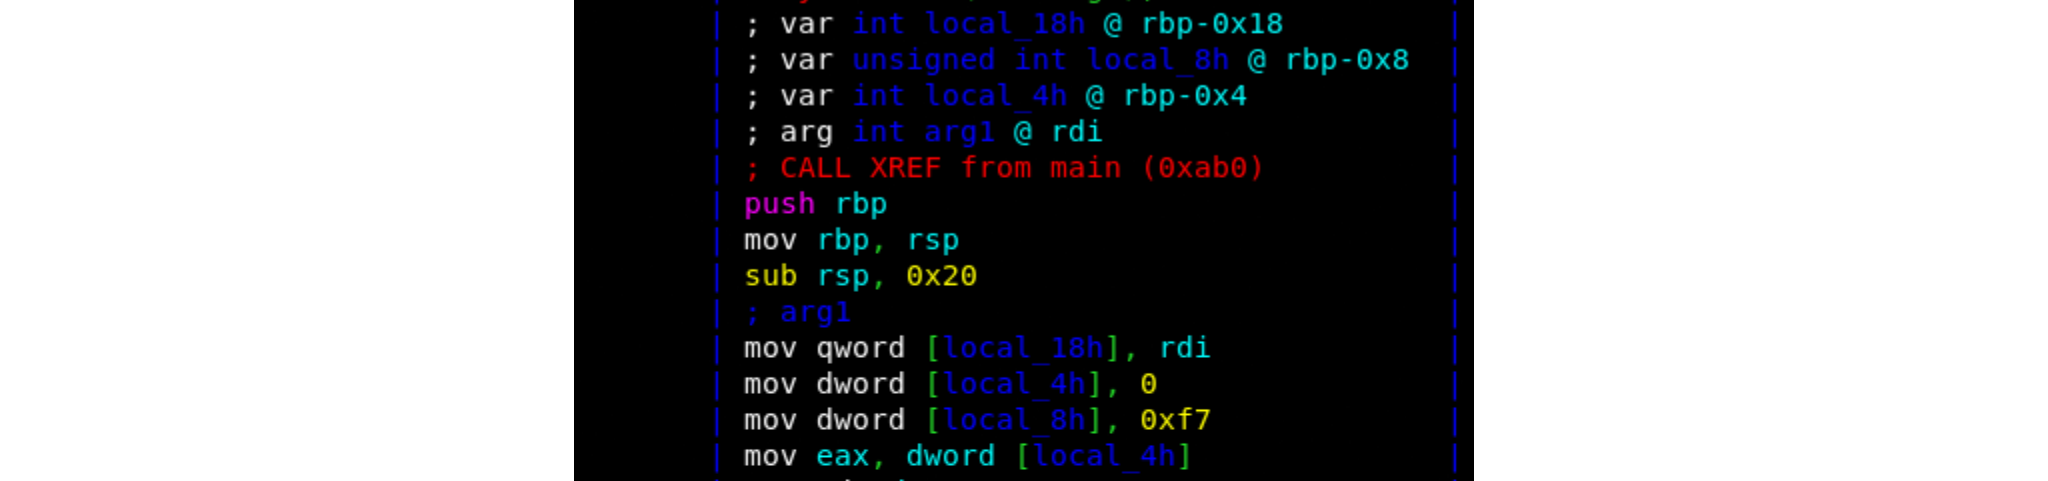 ; var int local_18h @ rbp-0x18
; var unsigned int local_8h @ rbp-0x8
; var int local_4h @ rbp-0x4
; arg int arg1 @ rdi
; CALL XREF from main (0xab0)
push rbp
mov rbp, rsp
sub rsp, 0x20
; arg1
mov qword [local_18h], rdi
mov dword [local_4h], 0
mov dword [local_8h], 0xf7
mov eax, dword [local_4h]